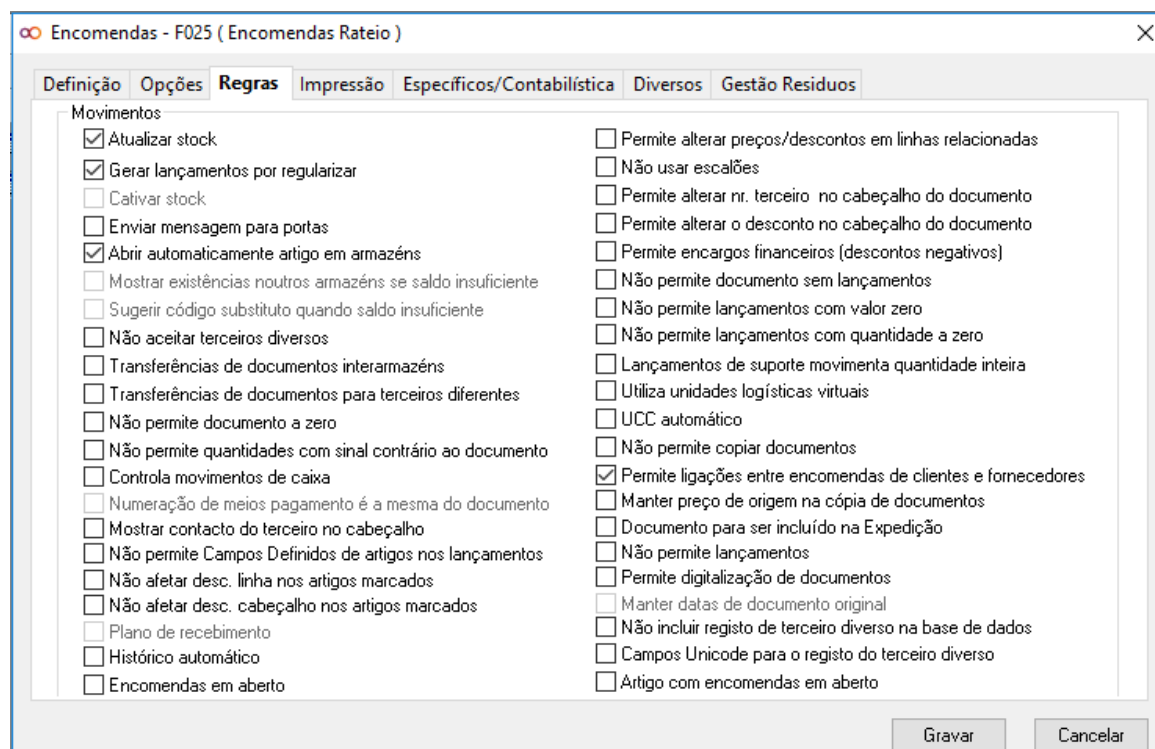 Encomendas - F025 ( Encomendas Rateio )
Definição Opções Regras Impressão Específicos/Contabilística Diversos Gestão Residuos
Movimentos
Atualizar stock
Gerar lançamentos por regularizar
Cativar stock
Enviar mensagem para portas
Abrir automaticamente artigo em armazéns
Mostrar existências noutros armazéns se saldo insuficiente
Sugerir código substituto quando saldo insuficiente
Não aceitar terceiros diversos
Transferências de documentos interarmazéns
Transferências de documentos para terceiros diferentes
Não permite documento a zero
Não permite quantidades com sinal contrário ao documento
Controla movimentos de caixa
Numeração de meios pagamento é a mesma do documento
Mostrar contacto do terceiro no cabeçalho
Não permite Campos Definidos de artigos nos lançamentos
Não afetar desc. linha nos artigos marcados
Não afetar desc. cabeçalho nos artigos marcados
Plano de recebimento
Histórico automático
Encomendas em aberto
Permite alterar preços/descontos em linhas relacionadas
Não usar escalões
Permite alterar nr. terceiro no cabeçalho do documento
Permite alterar o desconto no cabeçalho do documento
Permite encargos financeiros (descontos negativos)
Não permite documento sem lançamentos
Não permite lançamentos com valor zero
Não permite lançamentos com quantidade a zero
Lançamentos de suporte movimenta quantidade inteira
Utiliza unidades logísticas virtuais
UCC automático
Não permite copiar documentos
Permite ligações entre encomendas de clientes e fornecedores
Manter preço de origem na cópia de documentos
Documento para ser incluído na Expedição
Não permite lançamentos
Permite digitalização de documentos
Manter datas de documento original
Não incluir registo de terceiro diverso na base de dados
Campos Unicode para o registo do terceiro diverso
Artigo com encomendas em aberto
Gravar Cancelar